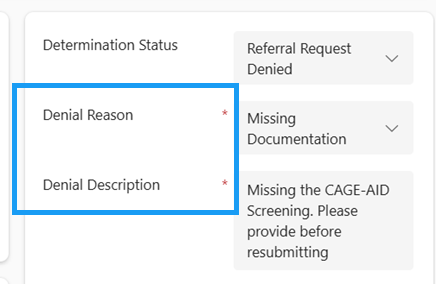 Determination Status
Referral Request
Denied
Denial Reason *
Missing
Documentation
Denial Description *
Missing the CAGE-AID
Screening. Please
provide before
resubmitting